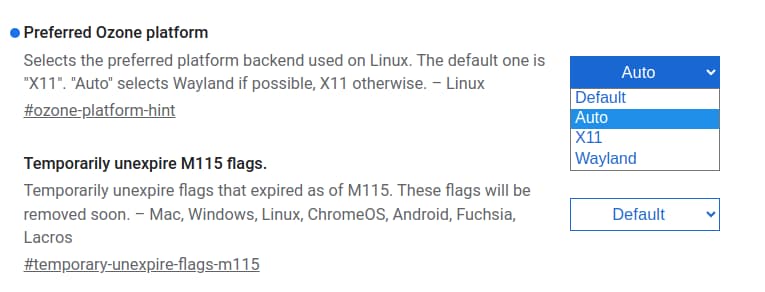 Preferred Ozone platform
Selects the preferred platform backend used on Linux. The default one is
"X11". "Auto" selects Wayland if possible, X11 otherwise. – Linux
#ozone-platform-hint
Auto
Default
Auto
X11
Wayland
Temporarily unexpire M115 flags.
Temporarily unexpire flags that expired as of M115. These flags will be
removed soon. – Mac, Windows, Linux, ChromeOS, Android, Fuchsia,
Lacros
#temporary-unexpire-flags-m115
Default